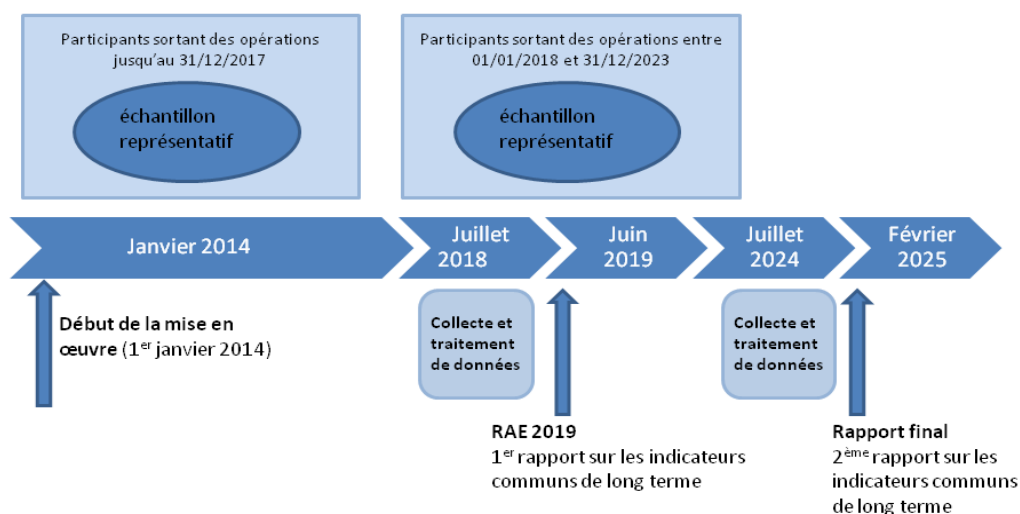 Participants sortant des opérations
jusqu'au 31/12/2017
échantillon
représentatif
Participants sortant des opérations entre
01/01/2018 et 31/12/2023
échantillon
représentatif
Janvier 2014
Juillet
2018
Juin
2019
Juillet
2024
Février
2025
Début de la mise en
œuvre (1er janvier 2014)
Collecte et
traitement
de données
Collecte et
traitement
de données
RAE 2019
1er rapport sur les indicateurs
communs de long terme
Rapport final
2ème rapport sur les
indicateurs communs
de long terme